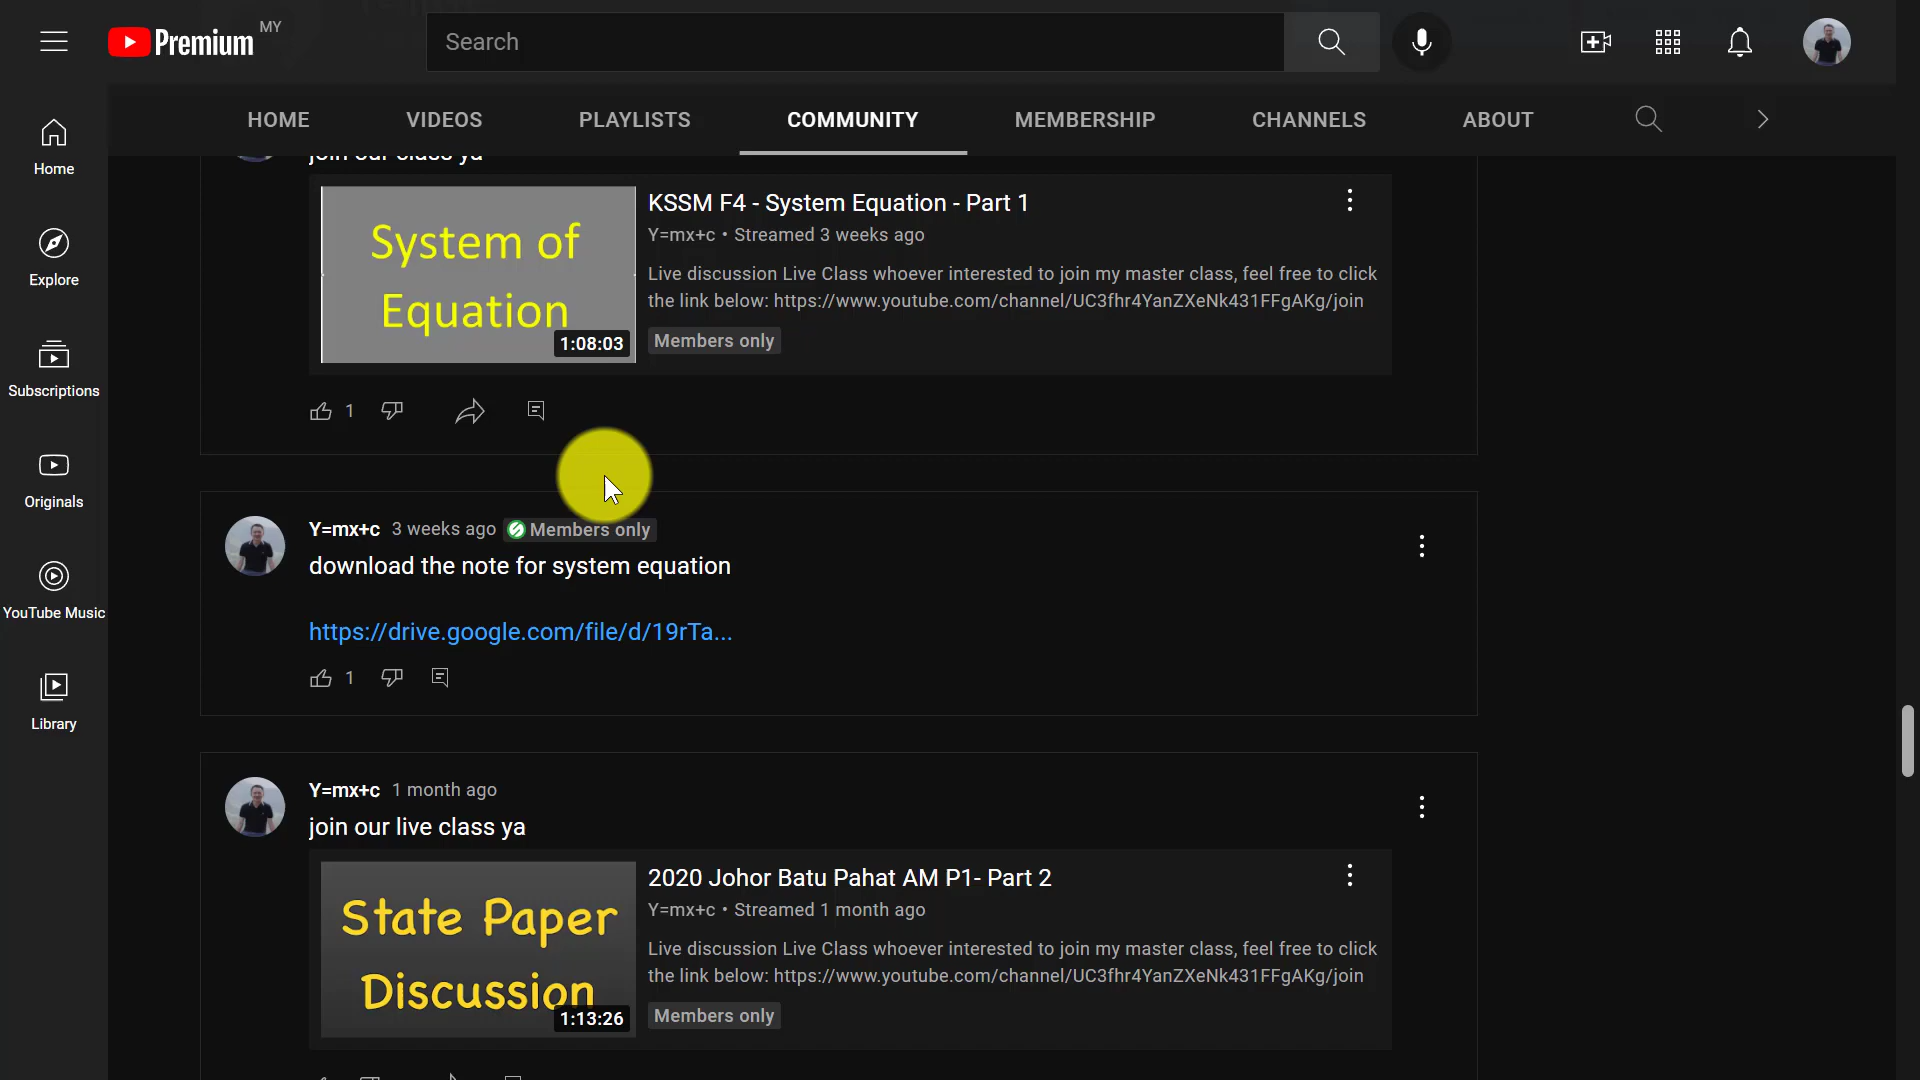 Premium MY
Search
HOME VIDEOS PLAYLISTS COMMUNITY MEMBERSHIP CHANNELS ABOUT
Home
Explore
Subscriptions
Originals
YouTube Music
Library
join our class ya
System of
Equation
1:08:03
KSSM F4 - System Equation - Part 1
Y=mx+c • Streamed 3 weeks ago
Live discussion Live Class whoever interested to join my master class, feel free to click
the link below: https://www.youtube.com/channel/UC3fhr4YanZXeNk431FFgAKg/join
Members only
1
Y=mx+c 3 weeks ago Members only
download the note for system equation
https://drive.google.com/file/d/19rTa...
1
Y=mx+c 1 month ago
join our live class ya
State Paper
Discussion
1:13:26
2020 Johor Batu Pahat AM P1- Part 2
Y=mx+c • Streamed 1 month ago
Live discussion Live Class whoever interested to join my master class, feel free to click
the link below: https://www.youtube.com/channel/UC3fhr4YanZXeNk431FFgAKg/join
Members only